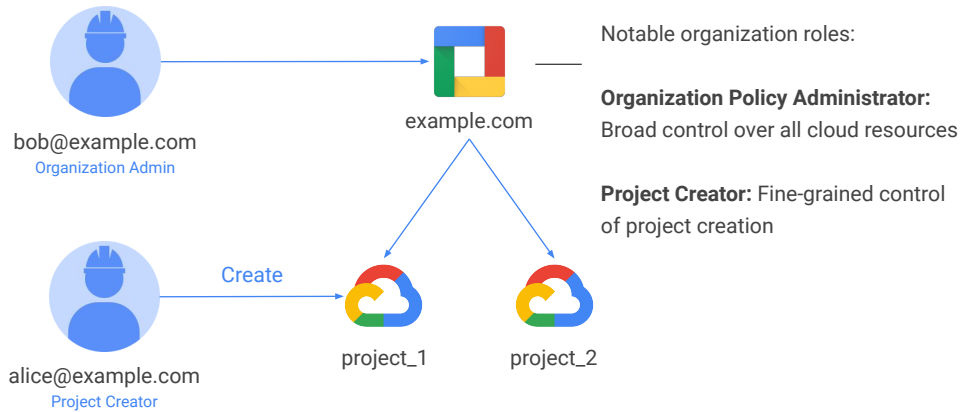 bob@example.com
Organization Admin
example.com
Notable organization roles:
Organization Policy Administrator:
Broad control over all cloud resources
Project Creator: Fine-grained control
of project creation
Create
alice@example.com
Project Creator
project_1
project_2